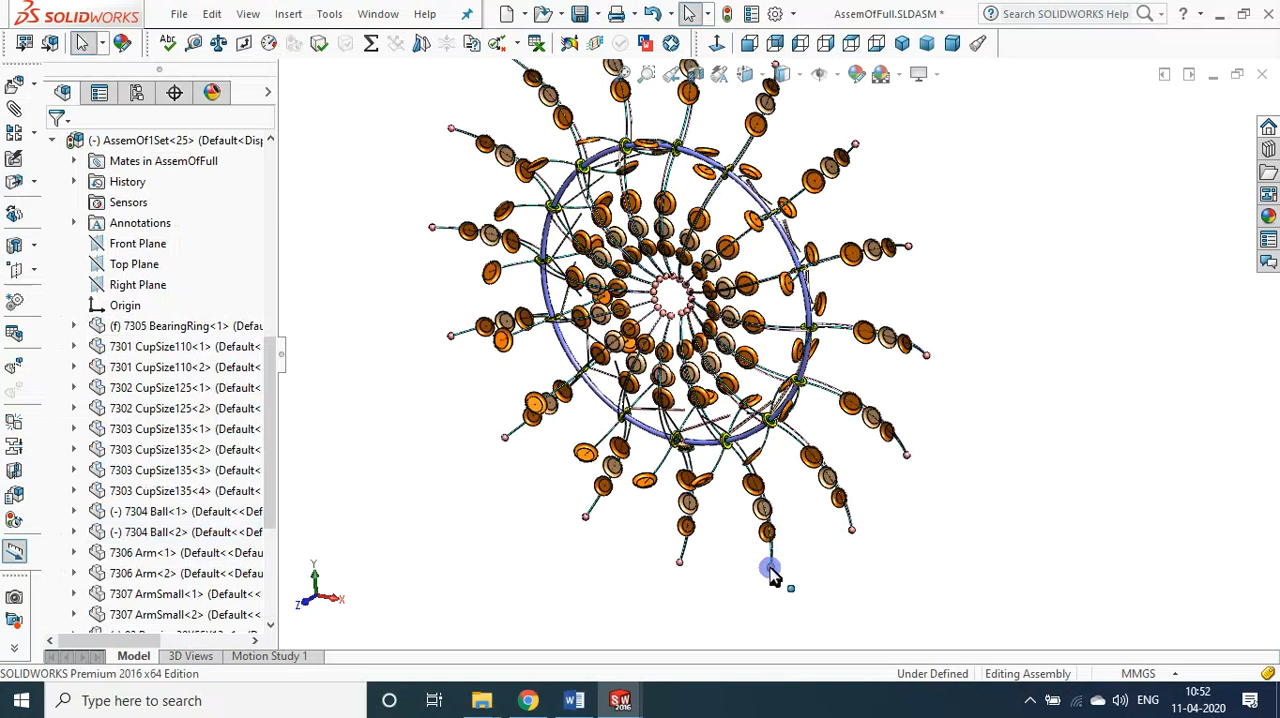 SOLIDWORKS File Edit View Insert Tools Window Help AssemOfFull.SLDASM * Search SOLIDWORKS Help
(-) AssemOf1Set<25> (Default<Disp
Mates in AssemOfFull
History
Sensors
Annotations
Front Plane
Top Plane
Right Plane
Origin
(f) 7305 BearingRing<1> (Defau
7301 CupSize110<1> (Default<
7301 CupSize110<2> (Default<
7302 CupSize125<1> (Default<
7302 CupSize125<2> (Default<
7303 CupSize135<1> (Default<
7303 CupSize135<2> (Default<
7303 CupSize135<3> (Default<
7303 CupSize135<4> (Default<
(-) 7304 Ball<1> (Default<<Def
(-) 7304 Ball<2> (Default<<Def
7306 Arm<1> (Default<<Defaul
7306 Arm<2> (Default<<Defaul
7307 ArmSmall<1> (Default<<
7307 ArmSmall<2> (Default<<
Y
Z X
Model 3D Views Motion Study 1
SOLIDWORKS Premium 2016 x64 Edition Under Defined Editing Assembly MMGS
Type here to search ENG 10:52
11-04-2020